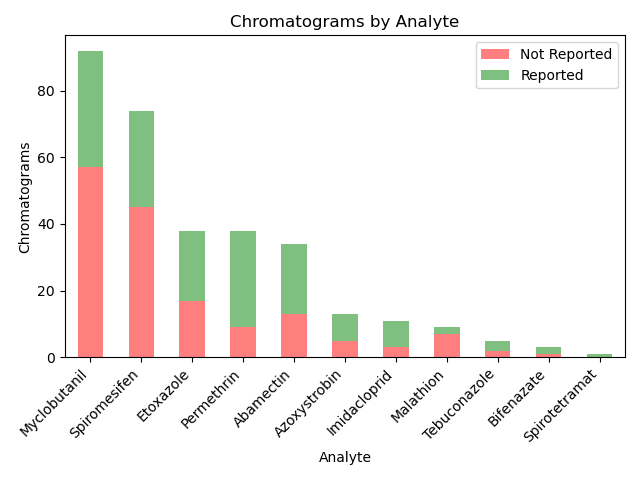 Chromatograms by Analyte
Not Reported
Reported
Chromatograms
80
60
40
20
0
Myclobutanil
Spiromesifen
Etoxazole
Permethrin
Abamectin
Azoxystrobin
Imidacloprid
Malathion
Tebuconazole
Bifenazate
Spirotetramat
Analyte